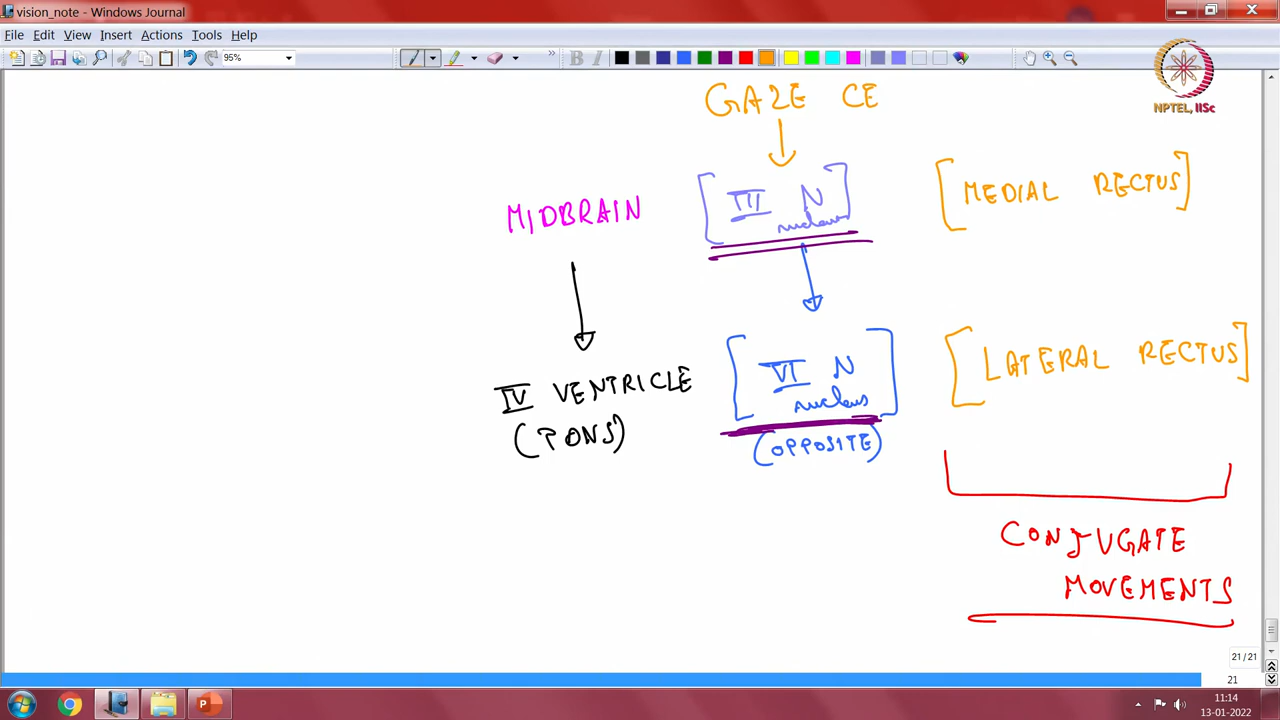 vision_note - Windows Journal
File Edit View Insert Actions Tools Help
95%
NPTEL, IISc
GAZE CE
MIDBRAIN
III N
nucleus
[MEDIAL RECTUS]
IV VENTRICLE
(PONS)
VI N
nucleus
(OPPOSITE)
[LATERAL RECTUS]
CONJUGATE
MOVEMENTS
21 / 21
21
11:14
13-01-2022